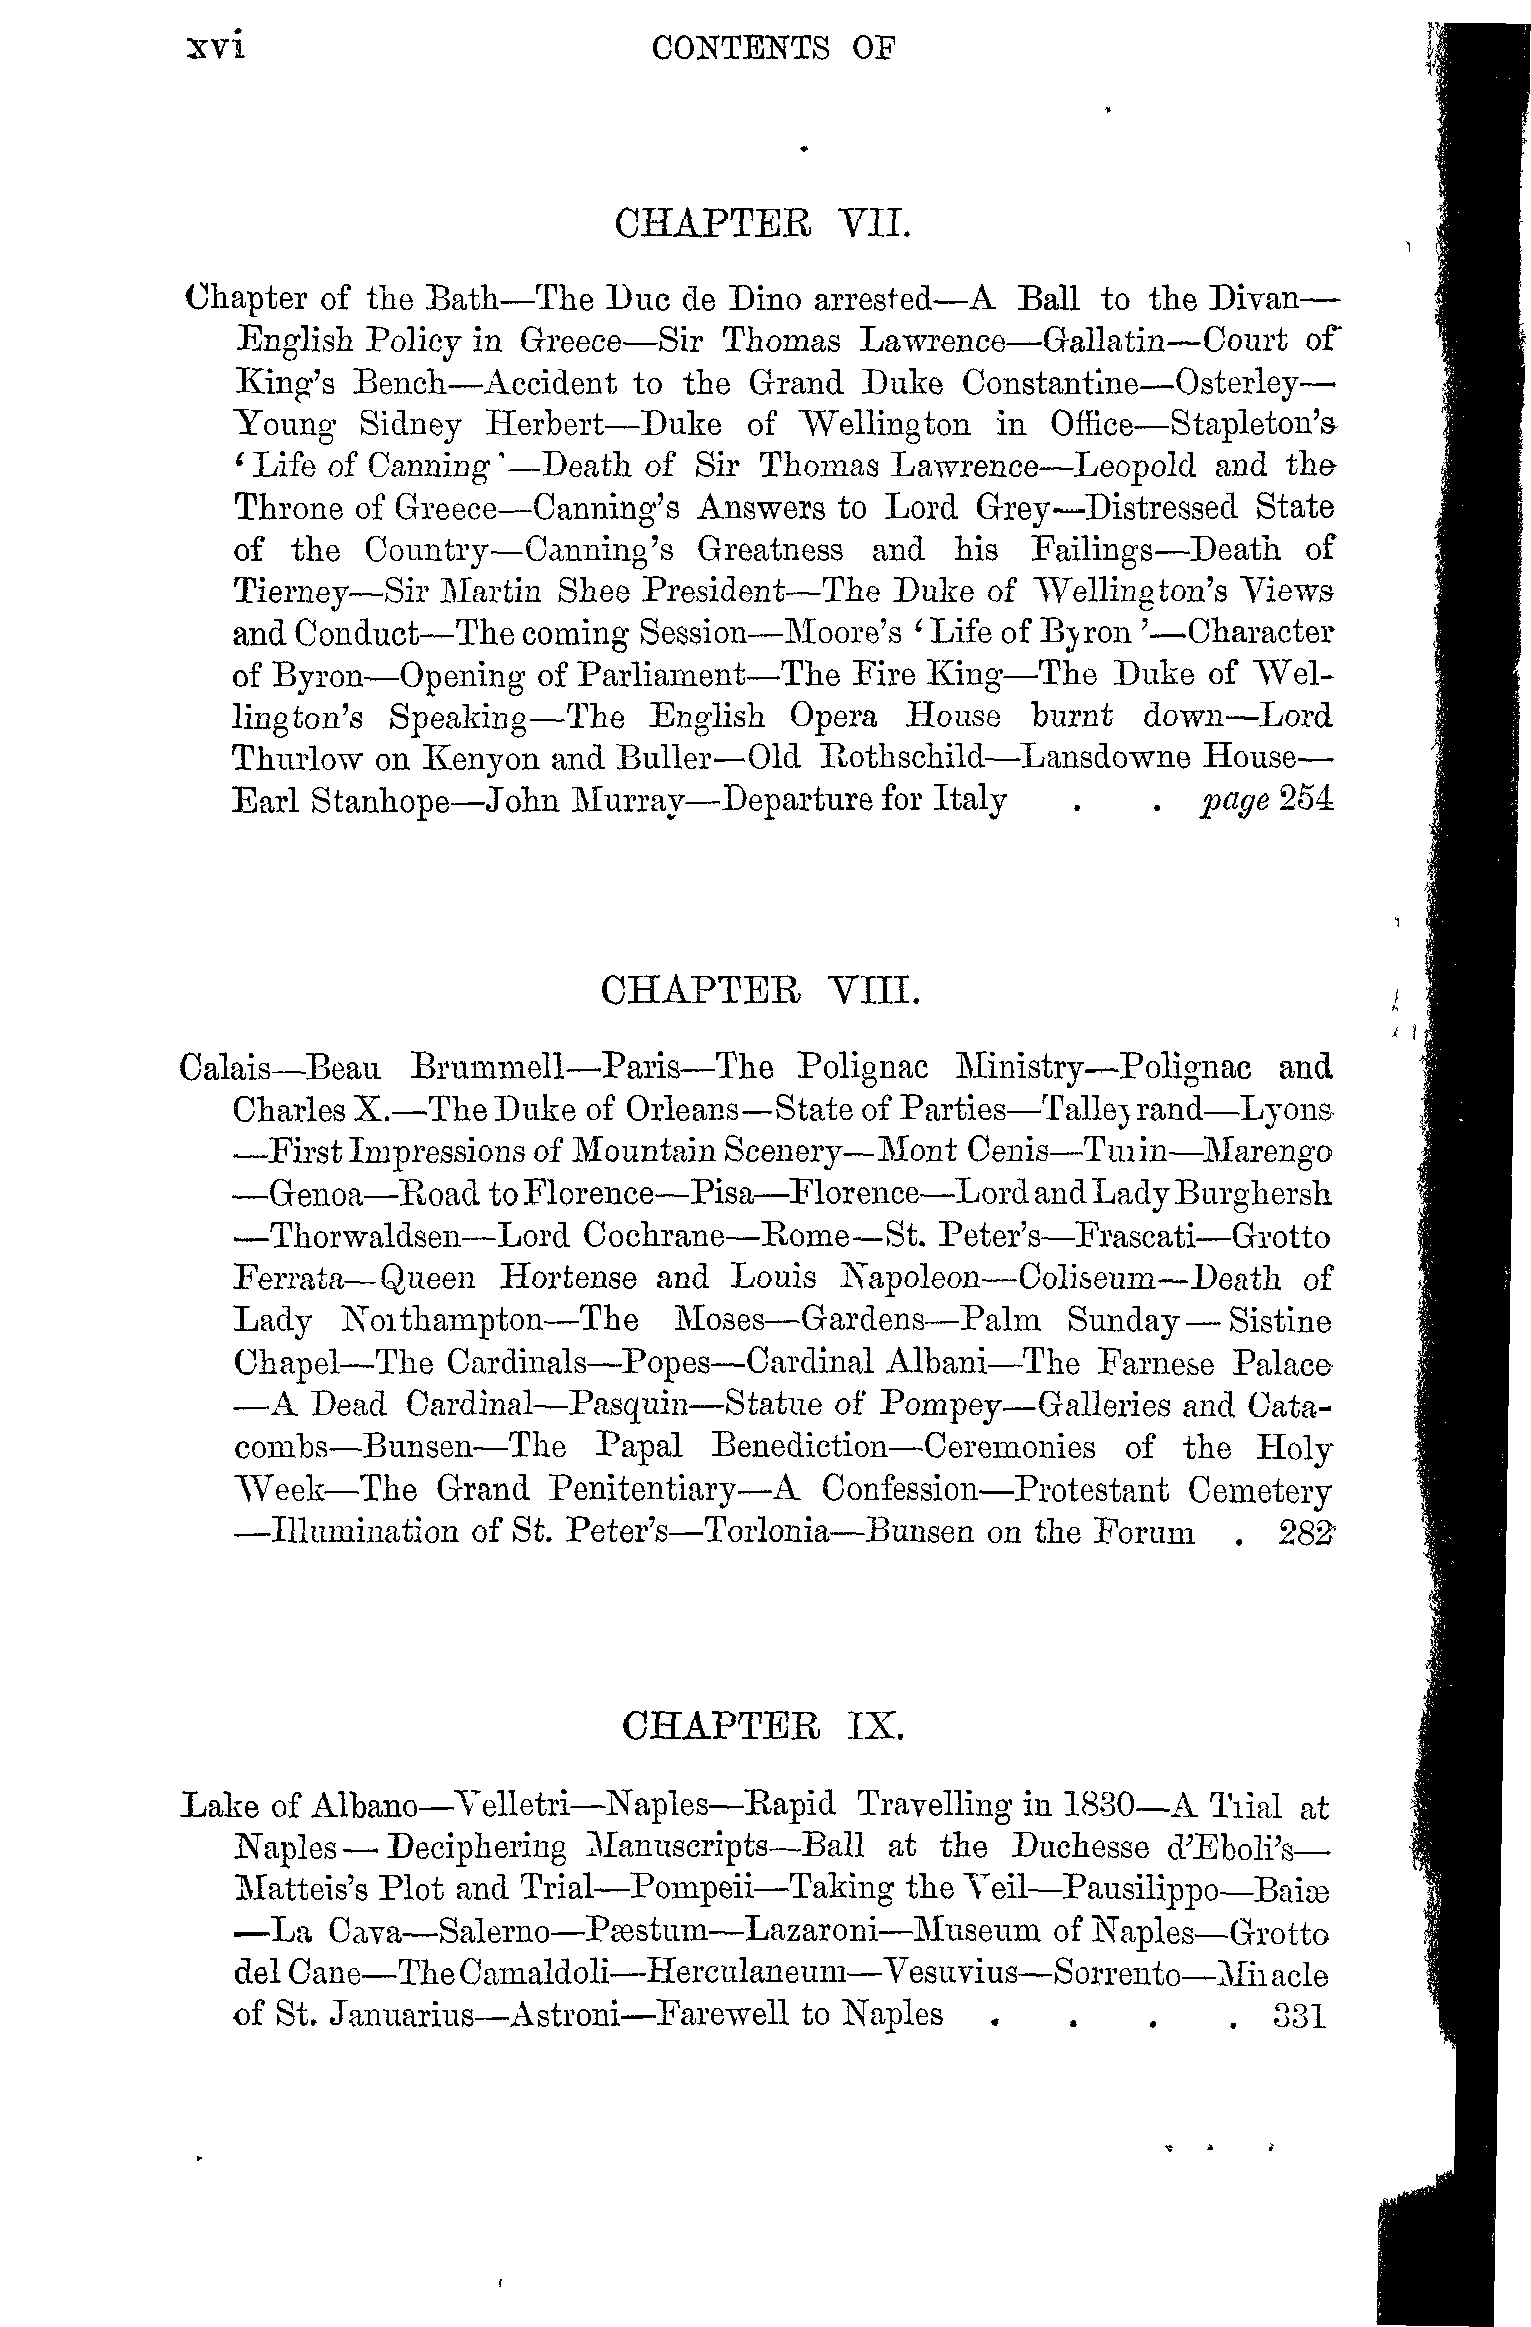 xvi CONTENTS OF
CHAPTER VII.
Chapter of the Bath—The Duc de Dino arrested—A Ball to the Divan—
English Policy in Greece—Sir Thomas Lawrence—Gallatin—Court of
King's Bench—Accident to the Grand Duke Constantine—Osterley—
Young Sidney Herbert—Duke of Wellington in Office—Stapleton's
'Life of Canning'—Death of Sir Thomas Lawrence—Leopold and the
Throne of Greece—Canning's Answers to Lord Grey—Distressed State
of the Country—Canning's Greatness and his Failings—Death of
Tierney—Sir Martin Shee President—The Duke of Wellington's Views
and Conduct—The coming Session—Moore's 'Life of Byron'—Character
of Byron—Opening of Parliament—The Fire King—The Duke of Wel-
lington's Speaking—The English Opera House burnt down—Lord
Thurlow on Kenyon and Buller—Old Rothschild—Lansdowne House—
Earl Stanhope—John Murray—Departure for Italy . . page 254
CHAPTER VIII.
Calais—Beau Brummell—Paris—The Polignac Ministry—Polignac and
Charles X.—The Duke of Orleans—State of Parties—Talleyrand—Lyons
—First Impressions of Mountain Scenery—Mont Cenis—Turin—Marengo
—Genoa—Road to Florence—Pisa—Florence—Lord and Lady Burghersh
—Thorwaldsen—Lord Cochrane—Rome—St. Peter's—Frascati—Grotto
Ferrata—Queen Hortense and Louis Napoleon—Coliseum—Death of
Lady Northampton—The Moses—Gardens—Palm Sunday—Sistine
Chapel—The Cardinals—Popes—Cardinal Albani—The Farnese Palace
—A Dead Cardinal—Pasquin—Statue of Pompey—Galleries and Cata-
combs—Bunsen—The Papal Benediction—Ceremonies of the Holy
Week—The Grand Penitentiary—A Confession—Protestant Cemetery
—Illumination of St. Peter's—Torlonia—Bunsen on the Forum . 282
CHAPTER IX.
Lake of Albano—Velletri—Naples—Rapid Travelling in 1830—A Trial at
Naples—Deciphering Manuscripts—Ball at the Duchesse d'Eboli's—
Matteis's Plot and Trial—Pompeii—Taking the Veil—Pausilippo—Baiæ
—La Cava—Salerno—Pæstum—Lazaroni—Museum of Naples—Grotto
del Cane—The Camaldoli—Herculaneum—Vesuvius—Sorrento—Miracle
of St. Januarius—Astroni—Farewell to Naples . . . . 331